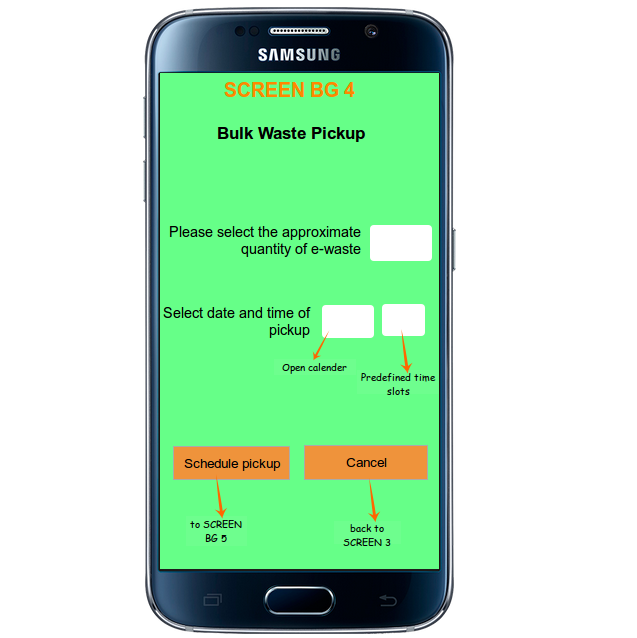 SAMSUNG
SCREEN BG 4
Bulk Waste Pickup
Please select the approximate
quantity of e-waste
Select date and time of
pickup
Open calender
Predefined time
slots
Schedule pickup
Cancel
to SCREEN
BG 5
back to
SCREEN 3